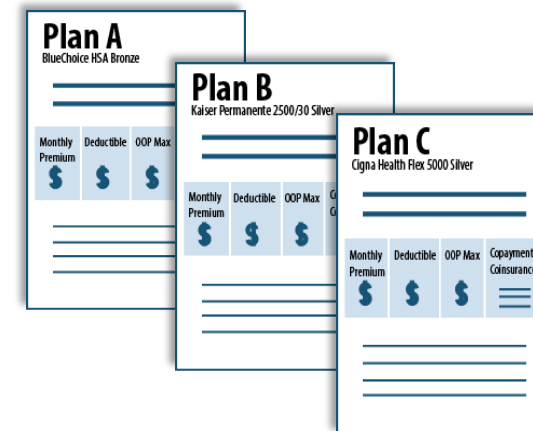 Plan A
BlueChoice HSA Bronze
Monthly Premium
Deductible
OOP Max
$
$
$
Plan B
Kaiser Permanente 2500/30 Silver
Monthly Premium
Deductible
OOP Max
$
$
$
Plan C
Cigna Health Flex 5000 Silver
Monthly Premium
Deductible
OOP Max
Copayment
Coinsurance
$
$
$